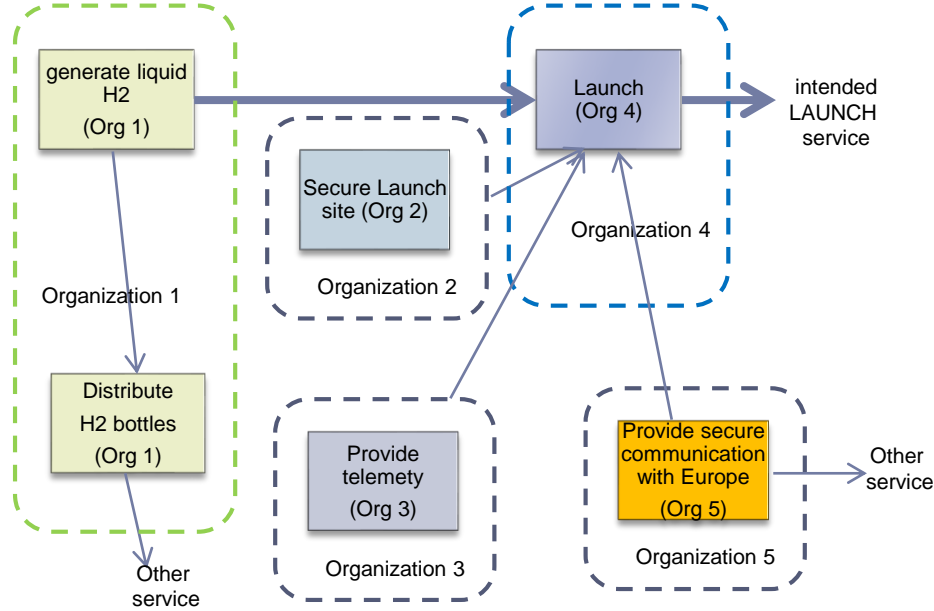 generate liquid
H2
(Org 1)
Launch
(Org 4)
intended
LAUNCH
service
Secure Launch
site (Org 2)
Organization 4
Organization 2
Organization 1
Distribute
H2 bottles
(Org 1)
Provide
telemety
(Org 3)
Provide secure
communication
with Europe
(Org 5)
Other
service
Organization 3
Organization 5
Other
service